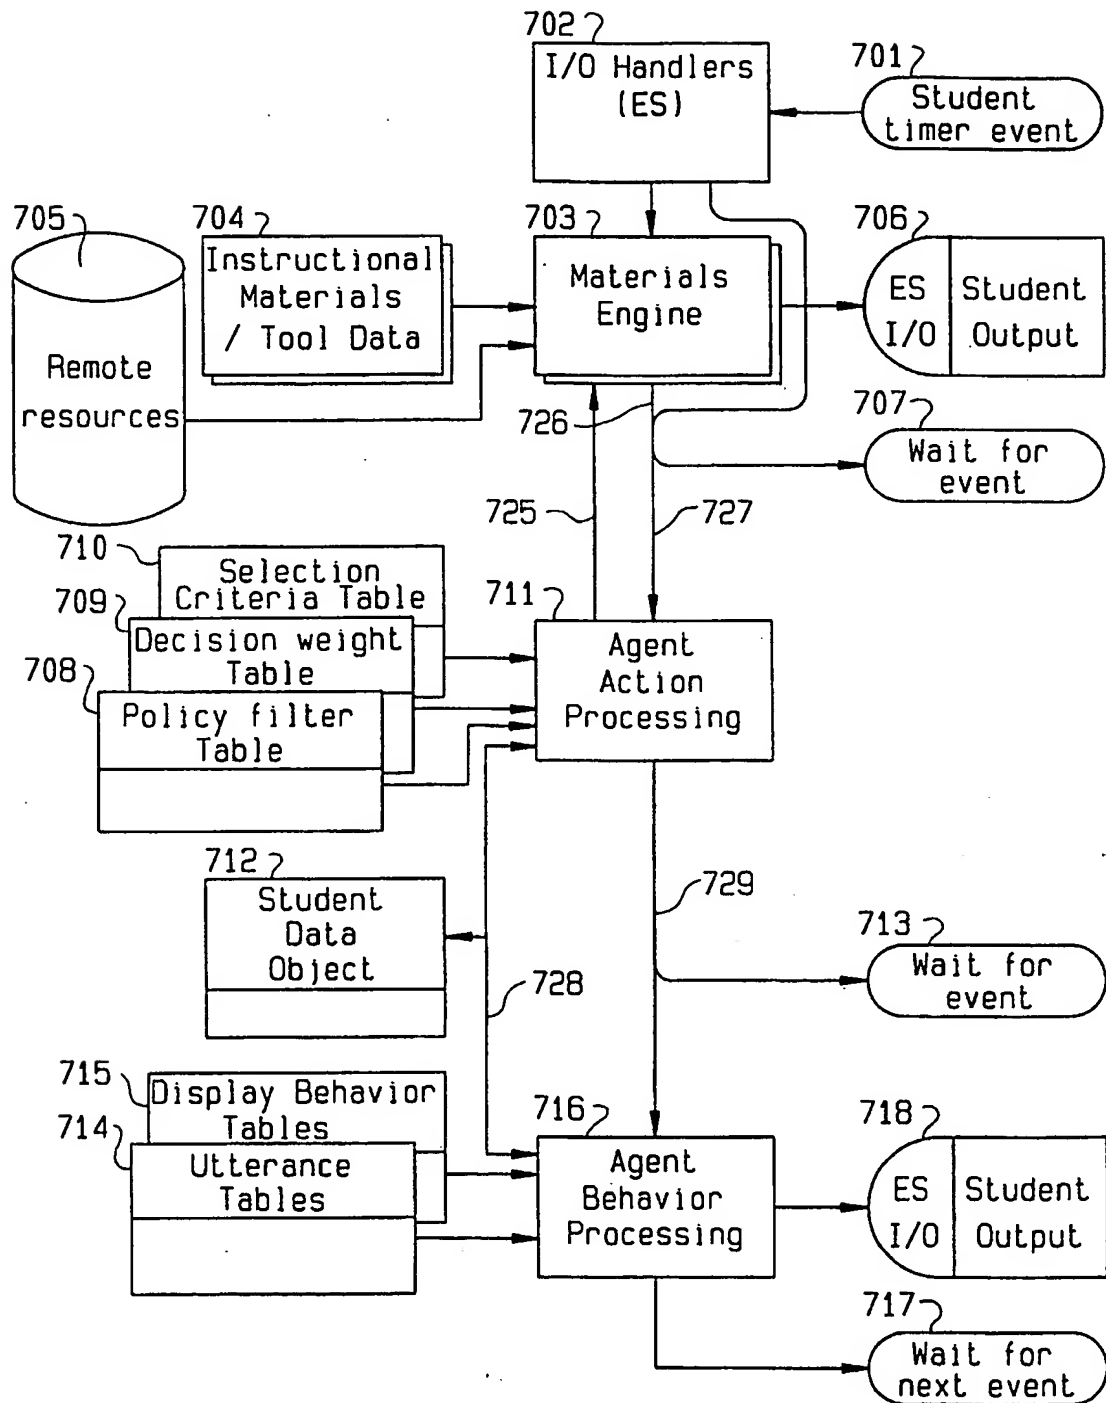 702
I/O Handlers
(ES)
701
Student
timer event
705
704
703
706
Instructional
Materials
/ Tool Data
Materials
Engine
ES
I/O
Student
Output
Remote
resources
726
707
Wait for
event
725
727
710
Selection
Criteria Table
709
Decision weight
Table
708
Policy filter
Table
711
Agent
Action
Processing
712
Student
Data
Object
729
728
713
Wait for
event
715
Display Behavior
Tables
714
Utterance
Tables
716
Agent
Behavior
Processing
718
ES
I/O
Student
Output
717
Wait for
next event